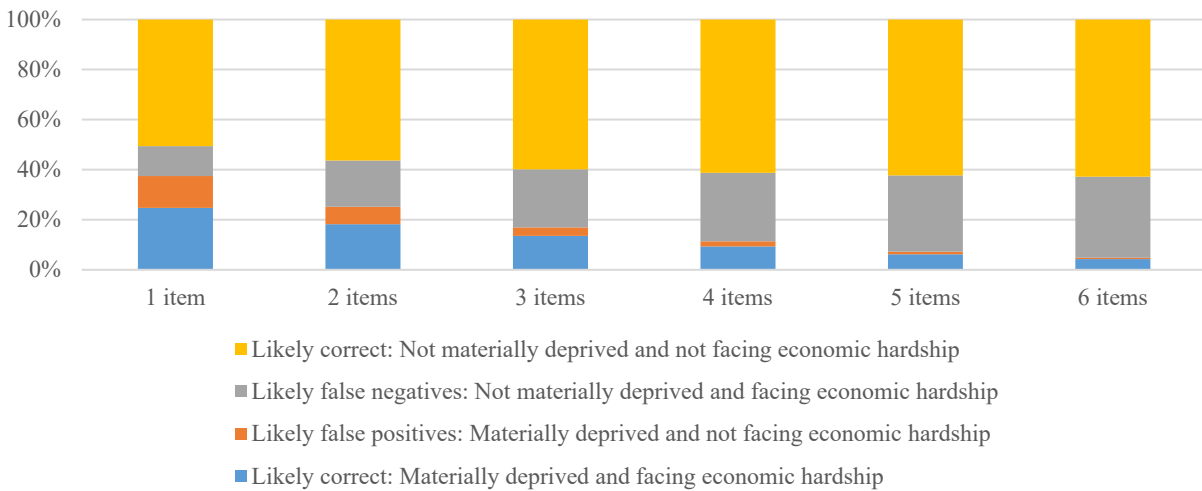 100%
80%
60%
40%
20%
0%
1 item
2 items
3 items
4 items
5 items
6 items
Likely correct: Not materially deprived and not facing economic hardship
Likely false negatives: Not materially deprived and facing economic hardship
Likely false positives: Materially deprived and not facing economic hardship
Likely correct: Materially deprived and facing economic hardship